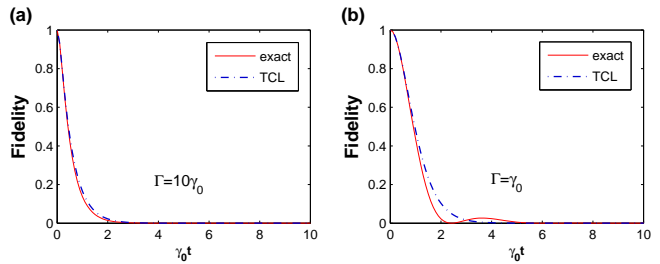 (a)
1
0.8
0.6
0.4
0.2
0
0 2 4 6 8 10
Fidelity
γ₀t
exact
TCL
Γ=10γ₀
(b)
1
0.8
0.6
0.4
0.2
0
0 2 4 6 8 10
Fidelity
γ₀t
exact
TCL
Γ=γ₀